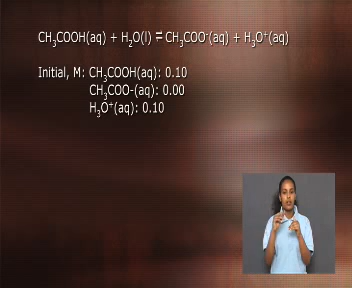 CH₃COOH(aq) + H₂O(l) ⇌ CH₃COO⁻(aq) + H₃O⁺(aq)
Initial, M: CH₃COOH(aq): 0.10
CH₃COO-(aq): 0.00
H₃O⁺(aq): 0.10